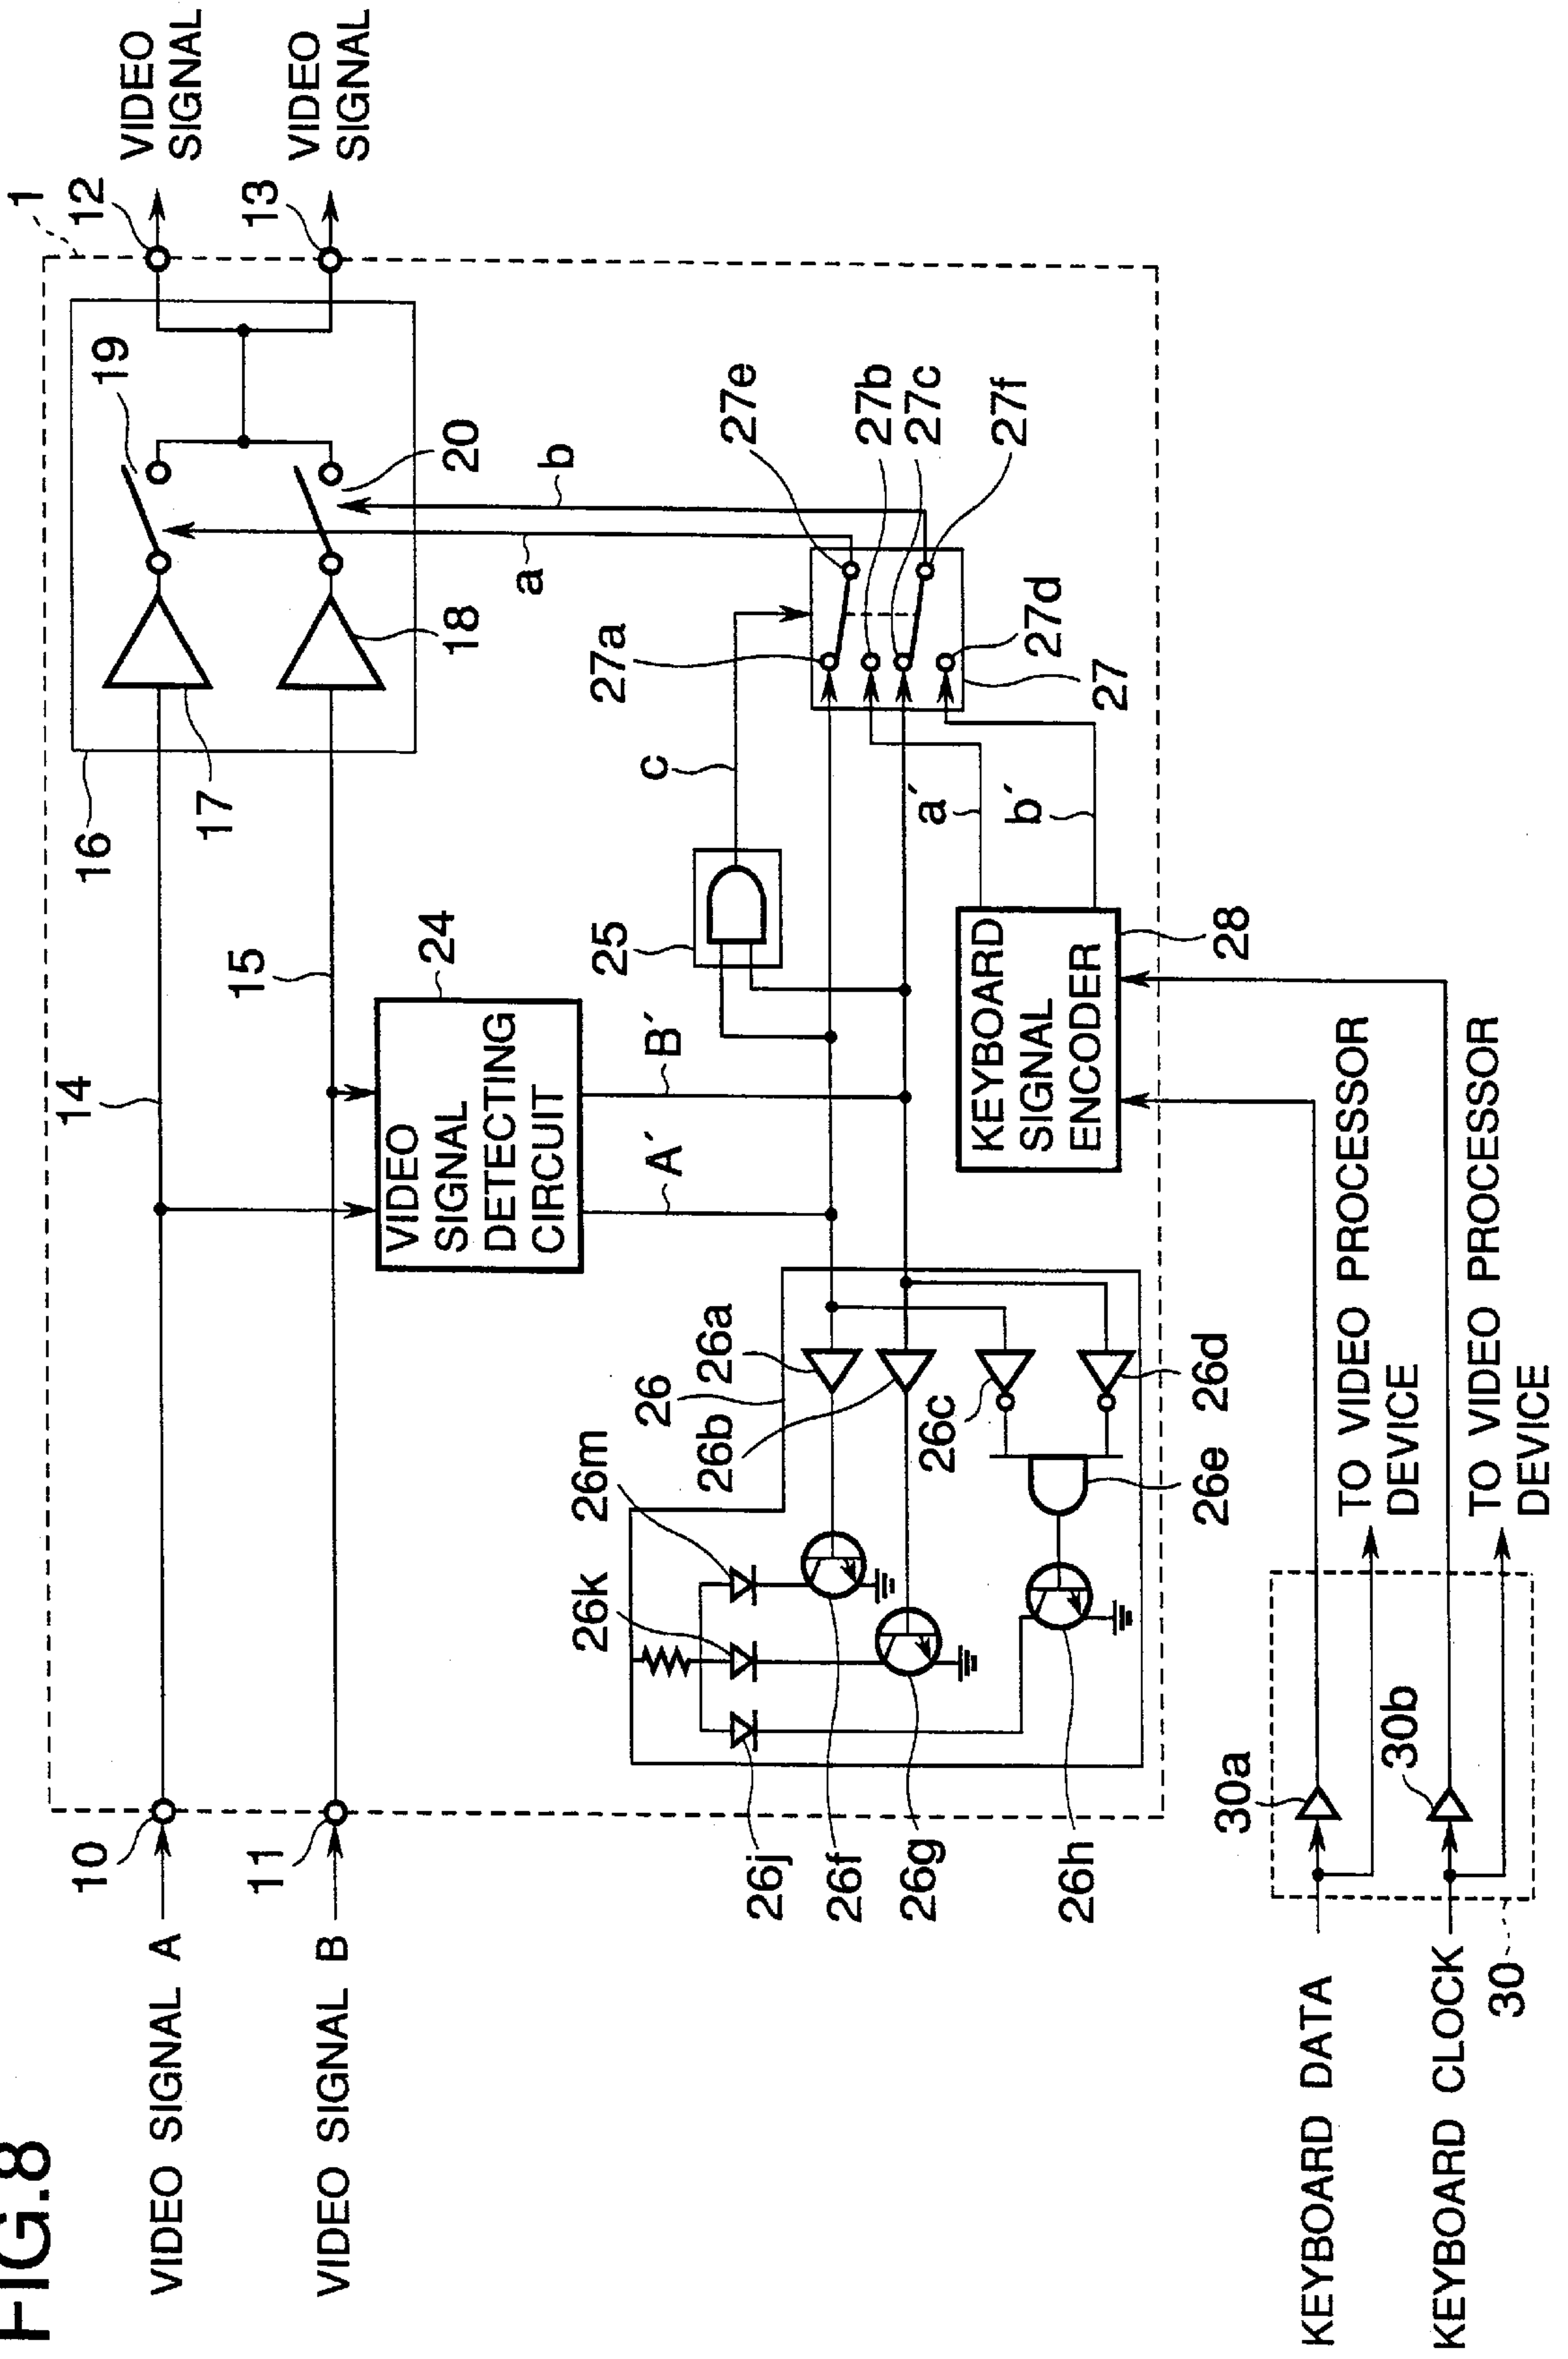 FIG.8
VIDEO SIGNAL A
VIDEO SIGNAL B
10
11
14
15
16
17
18
19
20
1
12
13
VIDEO
SIGNAL
VIDEO
SIGNAL
24
VIDEO
SIGNAL
DETECTING
CIRCUIT
A´
B´
25
c
a
b
27a
27e
27b
27c
27f
27d
27
a´
b´
KEYBOARD
SIGNAL
ENCODER
28
26
26a
26b
26c
26d
26e
26m
26k
26j
26f
26g
26h
30a
30b
30
KEYBOARD DATA
KEYBOARD CLOCK
TO VIDEO PROCESSOR
DEVICE
TO VIDEO PROCESSOR
DEVICE